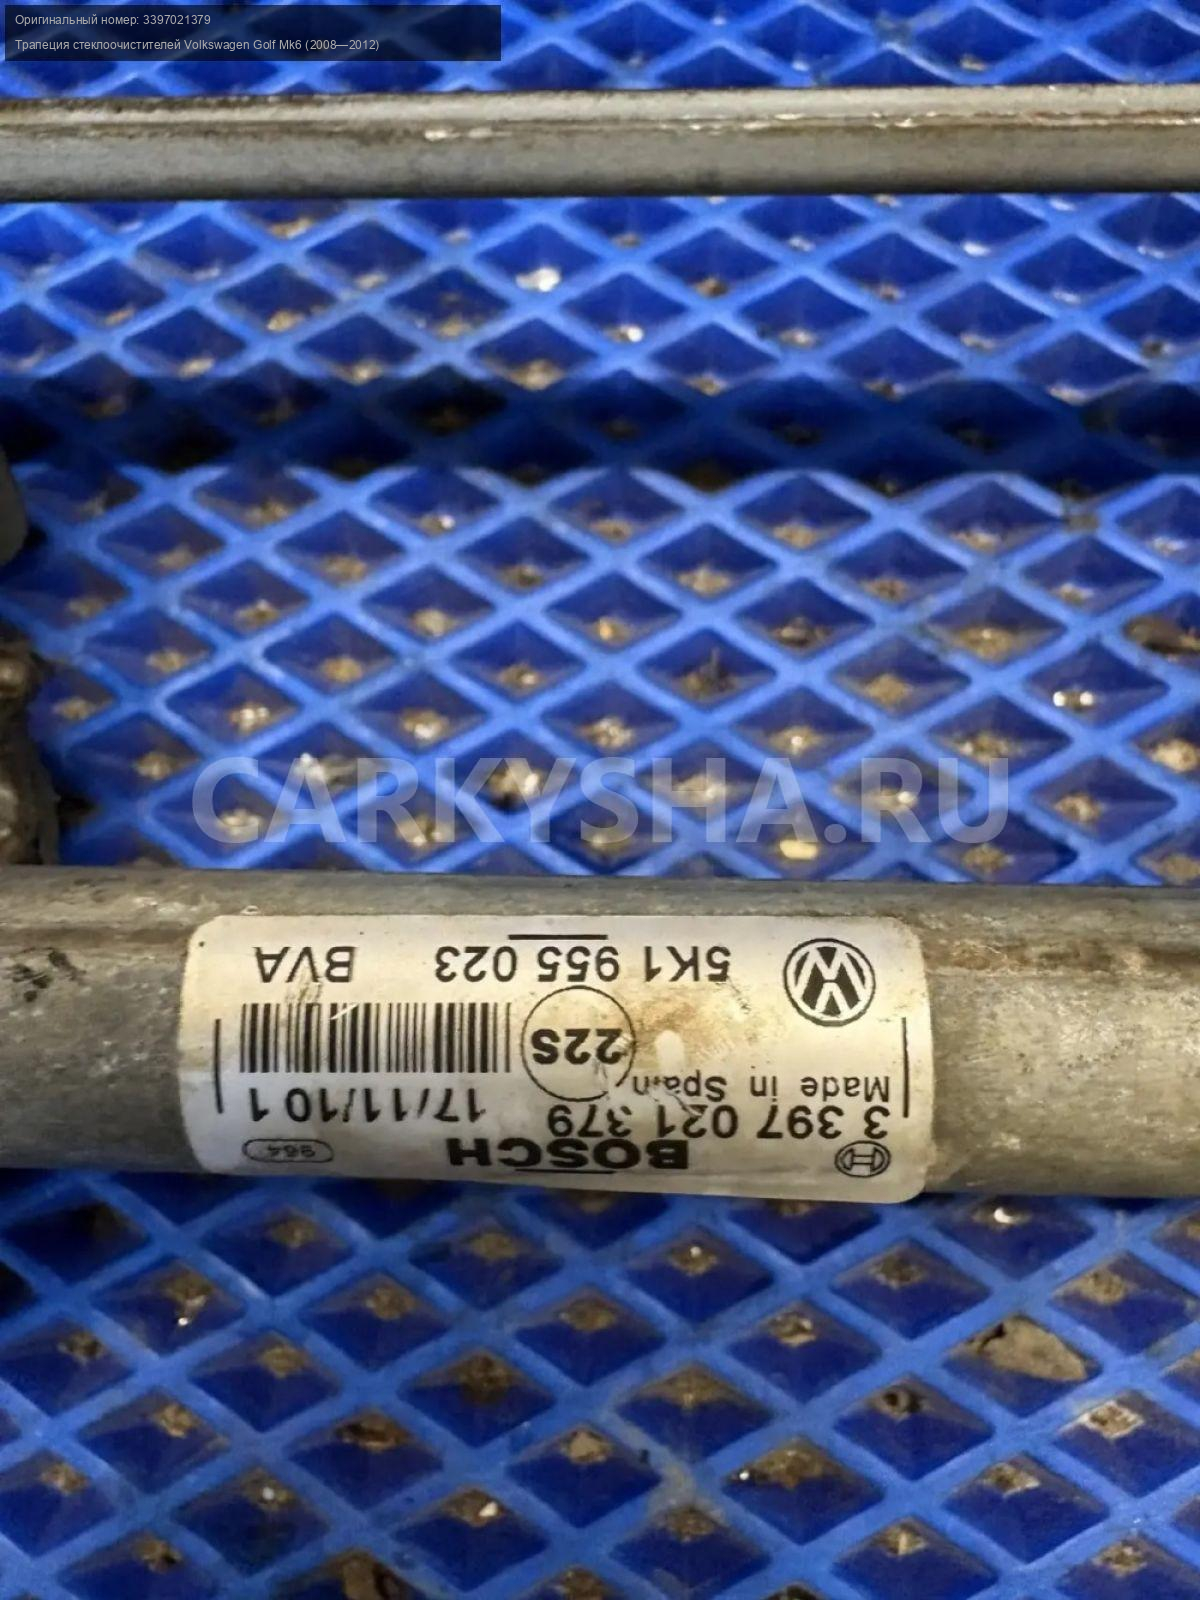 Оригинальный номер: 3397021379
Трапеция стеклоочистителей Volkswagen Golf Mk6 (2008—2012)
CARKYSHA.RU
BOSCH
964
3 397 021 379
17/11/10 1
Made in Spain
22S
5K1 955 023 BVA